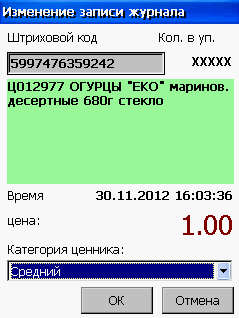 Изменение записи журнала
Штриховой код Кол. в уп.
5997476359242 XXXXX
Ц012977 ОГУРЦЫ "ЕКО" маринов.
десертные 680г стекло
Время 30.11.2012 16:03:36
цена: 1.00
Категория ценника:
Средний
ОК Отмена